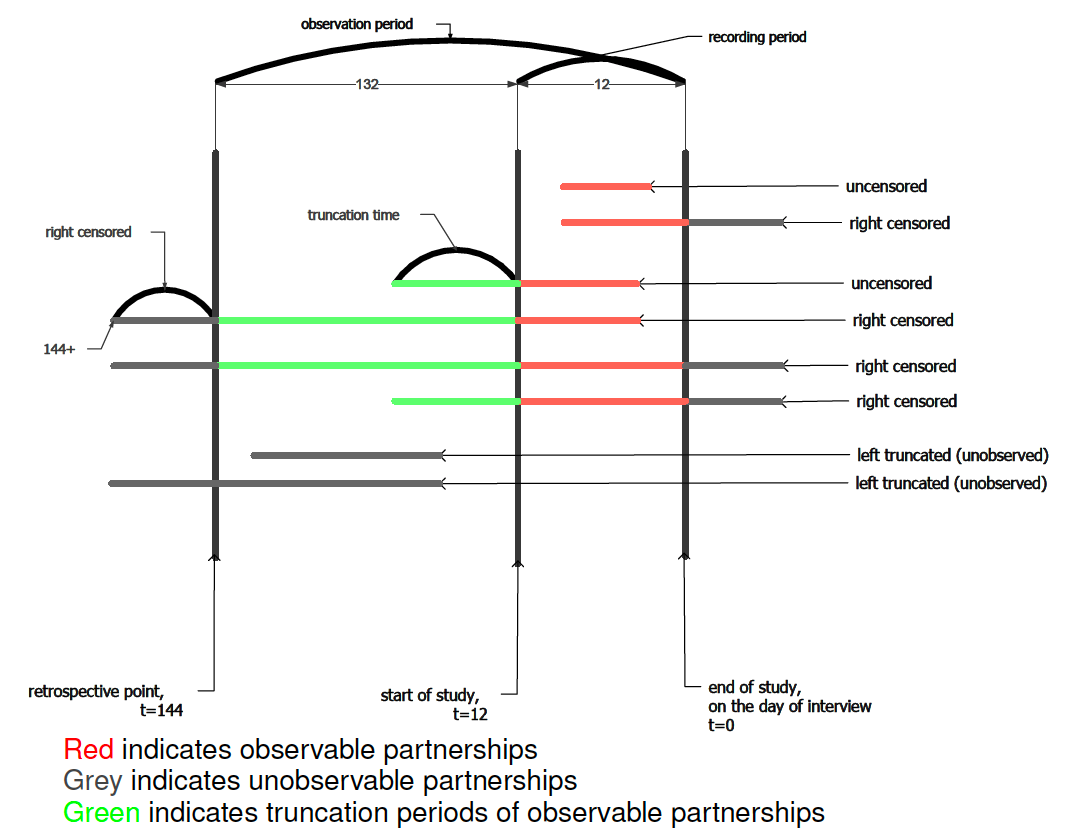 observation period
recording period
132
12
uncensored
truncation time
right censored
right censored
uncensored
right censored
144+
right censored
right censored
left truncated (unobserved)
left truncated (unobserved)
retrospective point,
t=144
start of study,
t=12
end of study,
on the day of interview
t=0
Red indicates observable partnerships
Grey indicates unobservable partnerships
Green indicates truncation periods of observable partnerships